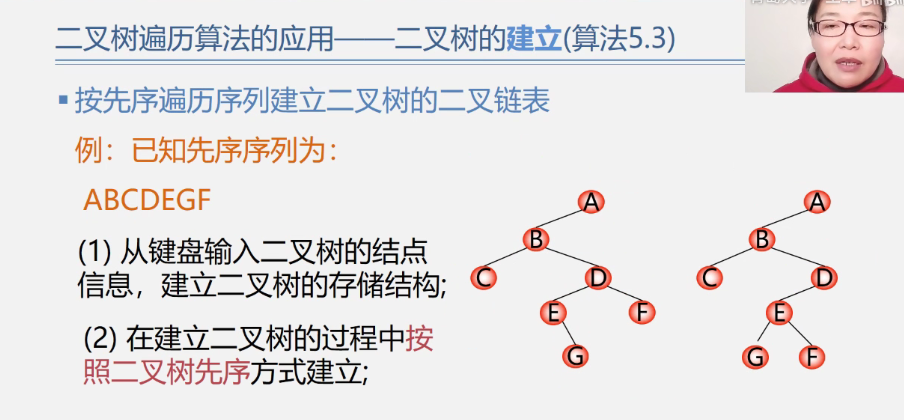 二叉树遍历算法的应用——二叉树的建立(算法5.3)
▪按先序遍历序列建立二叉树的二叉链表
例：已知先序序列为：
ABCDEGF
(1) 从键盘输入二叉树的结点
信息，建立二叉树的存储结构;
(2) 在建立二叉树的过程中按
照二叉树先序方式建立;
A
B
C
D
E
F
G
A
B
C
D
E
G
F